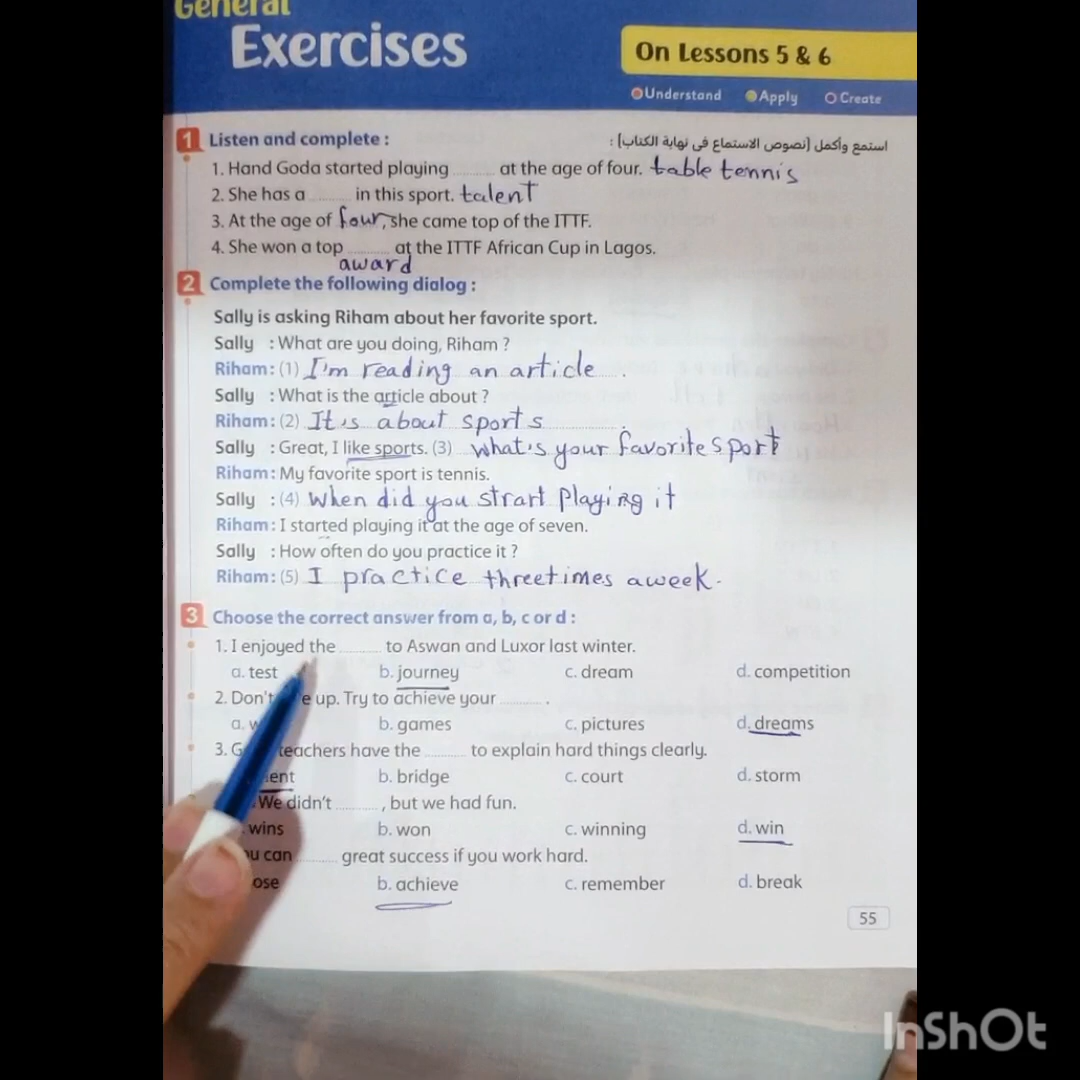 General
Exercises
On Lessons 5 & 6
Understand Apply Create
1 Listen and complete : استمع وأكمل [نصوص الاستماع فى نهاية الكتاب] :
1. Hand Goda started playing ........ at the age of four. table tennis
2. She has a ........ in this sport. talent
3. At the age of four, she came top of the ITTF.
4. She won a top ........ at the ITTF African Cup in Lagos.
award
2 Complete the following dialog :
Sally is asking Riham about her favorite sport.
Sally : What are you doing, Riham ?
Riham: (1) I'm reading an article .
Sally : What is the article about ?
Riham: (2) It's about sports .
Sally : Great, I like sports. (3) what's your favorite sport
Riham: My favorite sport is tennis.
Sally : (4) When did you strart playing it
Riham: I started playing it at the age of seven.
Sally : How often do you practice it ?
Riham: (5) I practice threetimes aweek.
3 Choose the correct answer from a, b, c or d :
1. I enjoyed the ........ to Aswan and Luxor last winter.
a. test b. journey c. dream d. competition
2. Don't up. Try to achieve your ........ .
a. b. games c. pictures d. dreams
3. teachers have the ........ to explain hard things clearly.
b. bridge c. court d. storm
We didn't ........ , but we had fun.
wins b. won c. winning d. win
can ........ great success if you work hard.
b. achieve c. remember d. break
55
InShOt